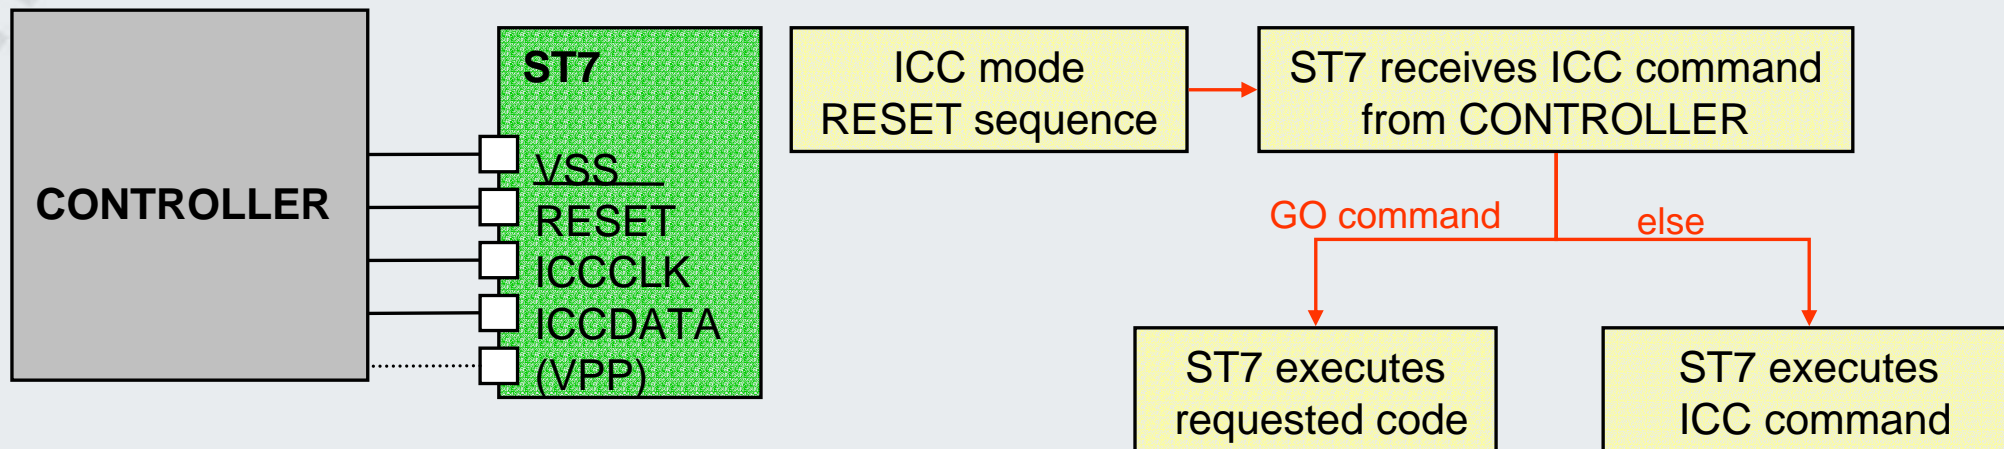 CONTROLLER
ST7
VSS
RESET
ICCCLK
ICCDATA
(VPP)
ICC mode
RESET sequence
ST7 receives ICC command
from CONTROLLER
GO command
else
ST7 executes
requested code
ST7 executes
ICC command